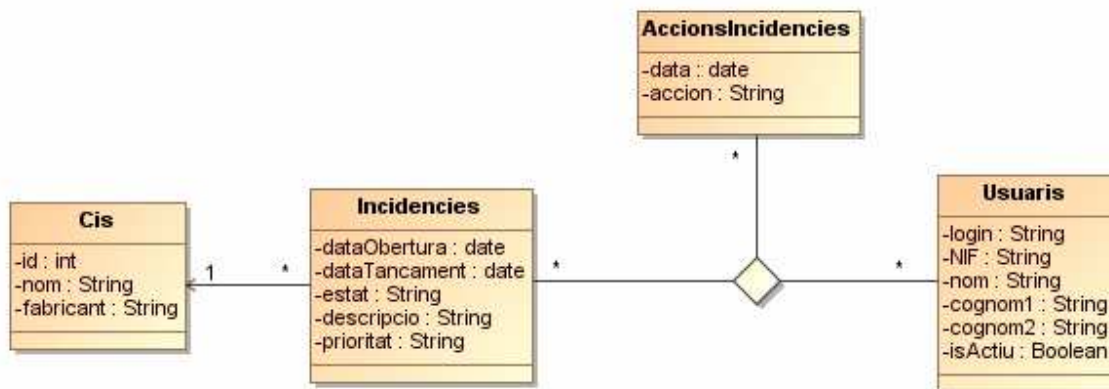 AccionsIncidencies
-data : date
-accion : String
*
Cis
-id : int
-nom : String
-fabricant : String
1
*
Incidencies
-dataObertura : date
-dataTancament : date
-estat : String
-descripcio : String
-prioritat : String
*
*
Usuaris
-login : String
-NIF : String
-nom : String
-cognom1 : String
-cognom2 : String
-isActiu : Boolean